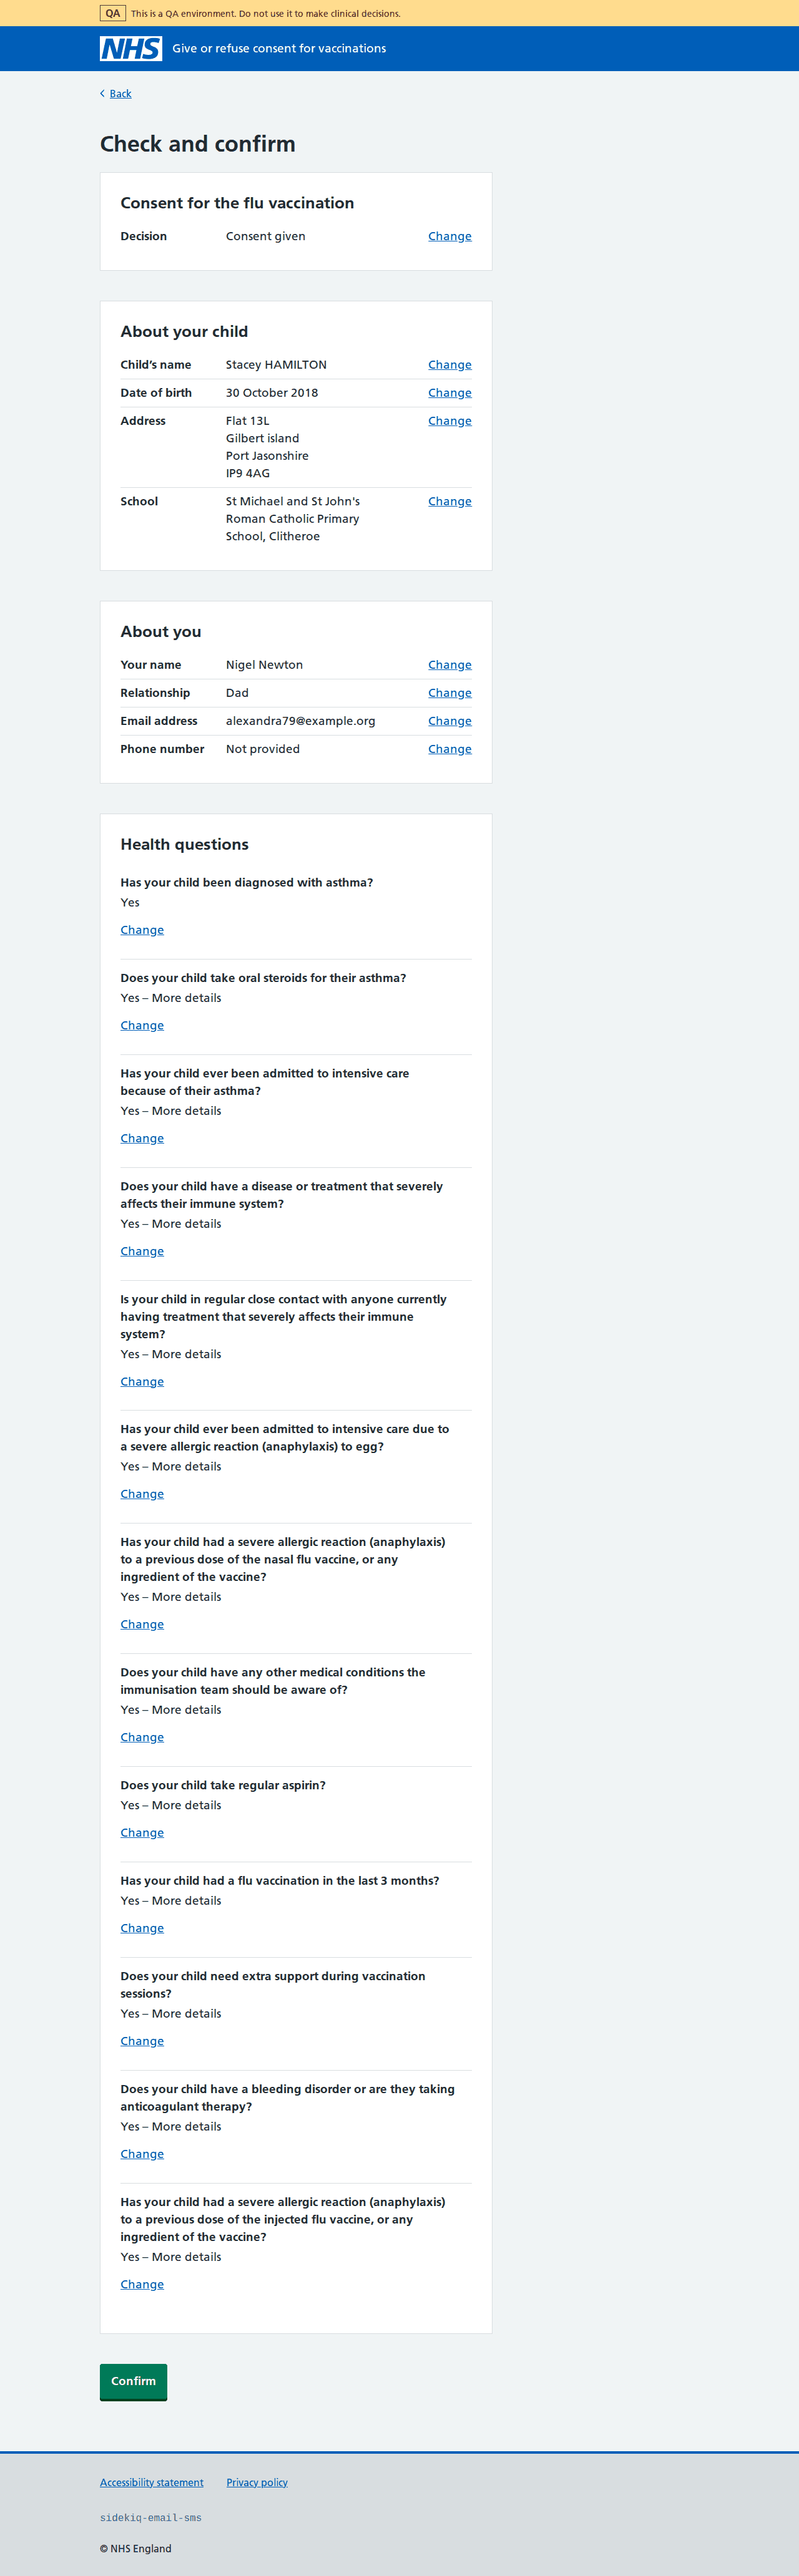 QA This is a QA environment. Do not use it to make clinical decisions.
NHS Give or refuse consent for vaccinations
Back
Check and confirm
Consent for the flu vaccination
Decision Consent given Change
About your child
Child’s name Stacey HAMILTON Change
Date of birth 30 October 2018 Change
Address Flat 13L Change
Gilbert island
Port Jasonshire
IP9 4AG
School St Michael and St John's Change
Roman Catholic Primary
School, Clitheroe
About you
Your name Nigel Newton Change
Relationship Dad Change
Email address alexandra79@example.org Change
Phone number Not provided Change
Health questions
Has your child been diagnosed with asthma?
Yes
Change
Does your child take oral steroids for their asthma?
Yes – More details
Change
Has your child ever been admitted to intensive care
because of their asthma?
Yes – More details
Change
Does your child have a disease or treatment that severely
affects their immune system?
Yes – More details
Change
Is your child in regular close contact with anyone currently
having treatment that severely affects their immune
system?
Yes – More details
Change
Has your child ever been admitted to intensive care due to
a severe allergic reaction (anaphylaxis) to egg?
Yes – More details
Change
Has your child had a severe allergic reaction (anaphylaxis)
to a previous dose of the nasal flu vaccine, or any
ingredient of the vaccine?
Yes – More details
Change
Does your child have any other medical conditions the
immunisation team should be aware of?
Yes – More details
Change
Does your child take regular aspirin?
Yes – More details
Change
Has your child had a flu vaccination in the last 3 months?
Yes – More details
Change
Does your child need extra support during vaccination
sessions?
Yes – More details
Change
Does your child have a bleeding disorder or are they taking
anticoagulant therapy?
Yes – More details
Change
Has your child had a severe allergic reaction (anaphylaxis)
to a previous dose of the injected flu vaccine, or any
ingredient of the vaccine?
Yes – More details
Change
Confirm
Accessibility statement Privacy policy
sidekiq-email-sms
© NHS England